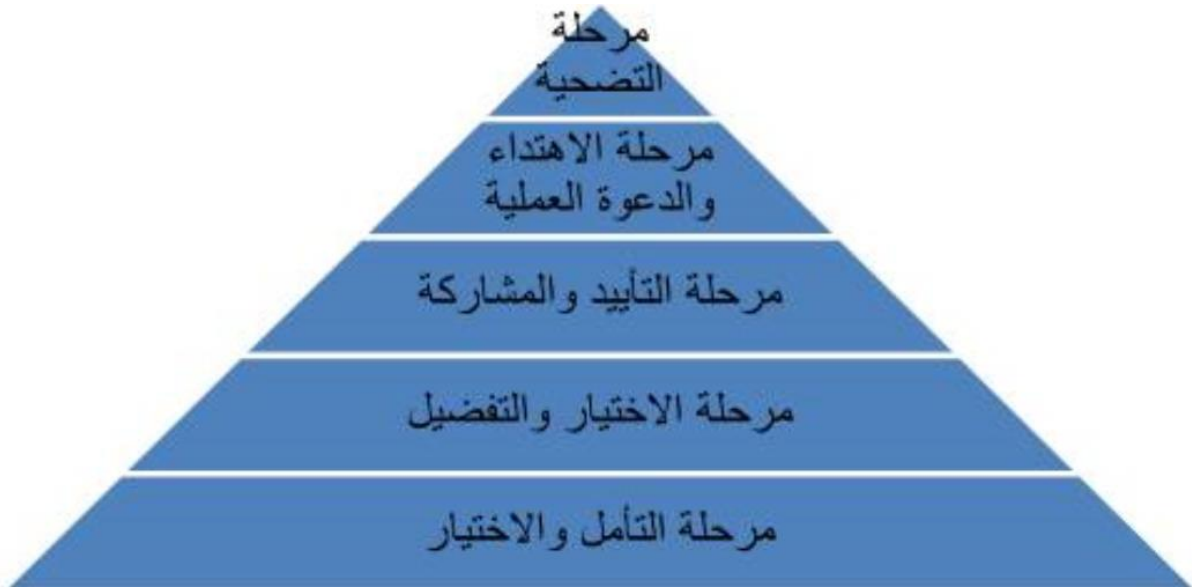 مرحلة
التضحية
مرحلة الاهتداء
والدعوة العملية
مرحلة التأييد والمشاركة
مرحلة الاختيار والتفضيل
مرحلة التأمل والاختيار